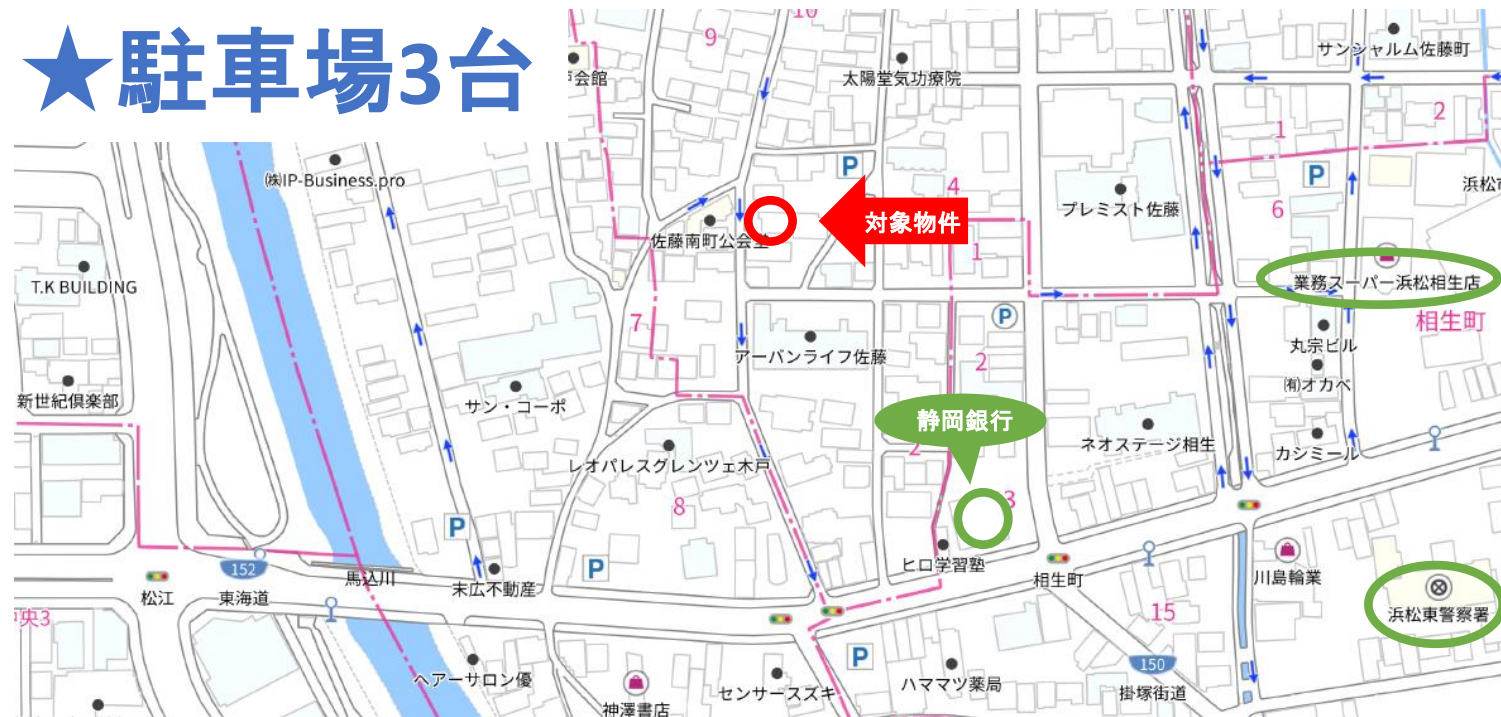 ★駐車場3台
10
9
戸会館
太陽堂気功療院
サンシャルム佐藤町
2
1
㈱IP-Business.pro
P
P
4
6
浜松市
プレミスト佐藤
対象物件
佐藤南町公会堂
1
T.K BUILDING
業務スーパー浜松相生店
相生町
P
7
丸宗ビル
アーバンライフ佐藤
2
㈲オカベ
新世紀倶楽部
サン・コーポ
静岡銀行
2
ネオステージ相生
カシミール
レオパレスグレンツェ木戸
8
3
P
ヒロ学習塾
152
馬込川
P
末広不動産
相生町
川島輪業
松江
東海道
15
浜松東警察署
中央3
P
150
ヘアーサロン優
センサースズキ
ハママツ薬局
掛塚街道
神澤書店